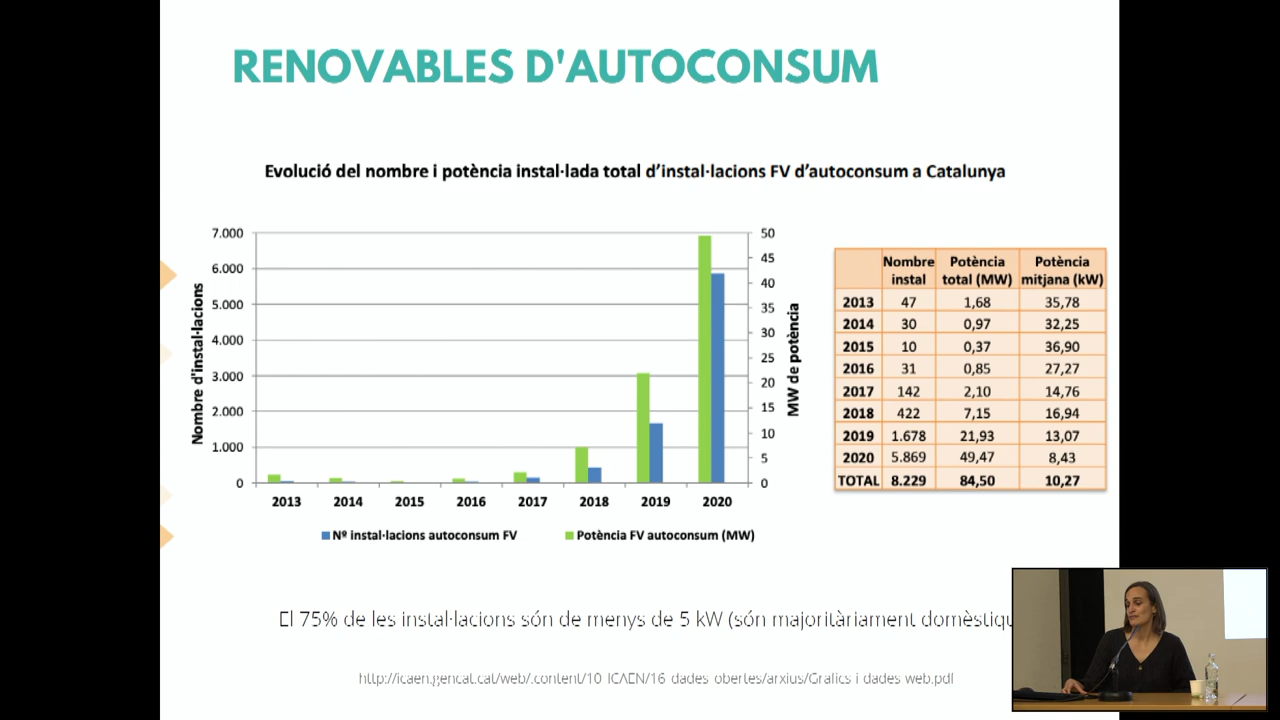 RENOVABLES D'AUTOCONSUM
Evolució del nombre i potència instal·lada total d'instal·lacions FV d'autoconsum a Catalunya
Nombre d'instal·lacions
7.000
6.000
5.000
4.000
3.000
2.000
1.000
0
50
45
40
35
30
25
20
15
10
5
0
MW de potència
2013 2014 2015 2016 2017 2018 2019 2020
Nº instal·lacions autoconsum FV Potència FV autoconsum (MW)
Nombre instal Potència total (MW) Potència mitjana (kW)
2013 47 1,68 35,78
2014 30 0,97 32,25
2015 10 0,37 36,90
2016 31 0,85 27,27
2017 142 2,10 14,76
2018 422 7,15 16,94
2019 1.678 21,93 13,07
2020 5.869 49,47 8,43
TOTAL 8.229 84,50 10,27
El 75% de les instal·lacions són de menys de 5 kW (són majoritàriament
http://icaen.gencat.cat/web/.content/10_ICAEN/16_dades_obertes/arxius/Grafics_i_dades_web.pdf